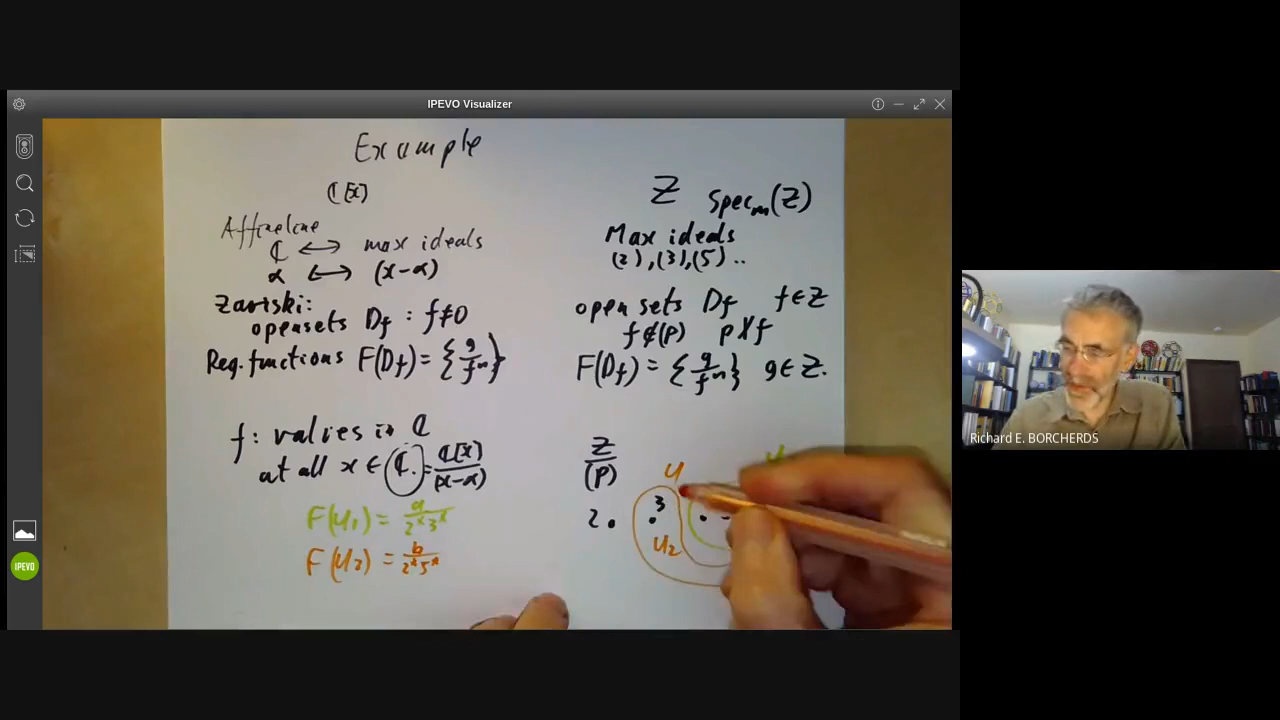 IPEVO Visualizer
Example
ℂ[x]
Affine line
ℂ ⟷ max ideals
α ⟷ (x-α)
Zariski:
open sets D_f : f≠0
Reg. functions F(D_f) = {g/f^n}
f: values in ℂ
at all x ∈ ℂ. = ℂ[x]/(x-α)
F(U_1) = a/2^x3^x
F(U_2) = b/2^x5^x
Z Spec_m(Z)
Max ideals
(2), (3), (5) ..
open sets D_f f∈Z
f∉(p) p∤f
F(D_f) = {g/f^n} g∈Z.
Z/(p)
U
2. 3
U_2
Richard E. BORCHERDS
IPEVO